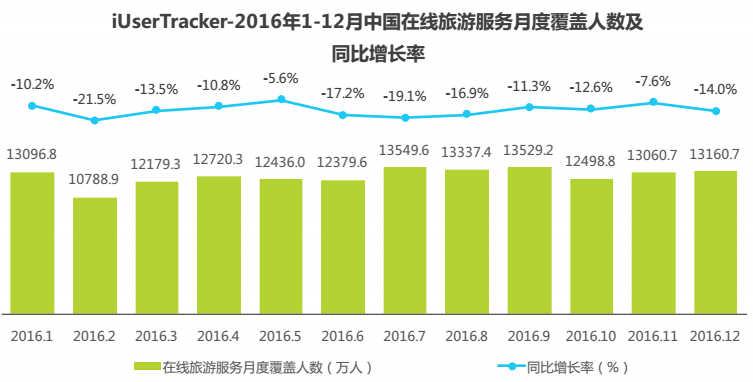 iUserTracker-2016年1-12月中国在线旅游服务月度覆盖人数及
同比增长率
-10.2% -21.5% -13.5% -10.8% -5.6% -17.2% -19.1% -16.9% -11.3% -12.6% -7.6% -14.0%
13096.8 10788.9 12179.3 12720.3 12436.0 12379.6 13549.6 13337.4 13529.2 12498.8 13060.7 13160.7
2016.1 2016.2 2016.3 2016.4 2016.5 2016.6 2016.7 2016.8 2016.9 2016.10 2016.11 2016.12
在线旅游服务月度覆盖人数（万人） 同比增长率（%）